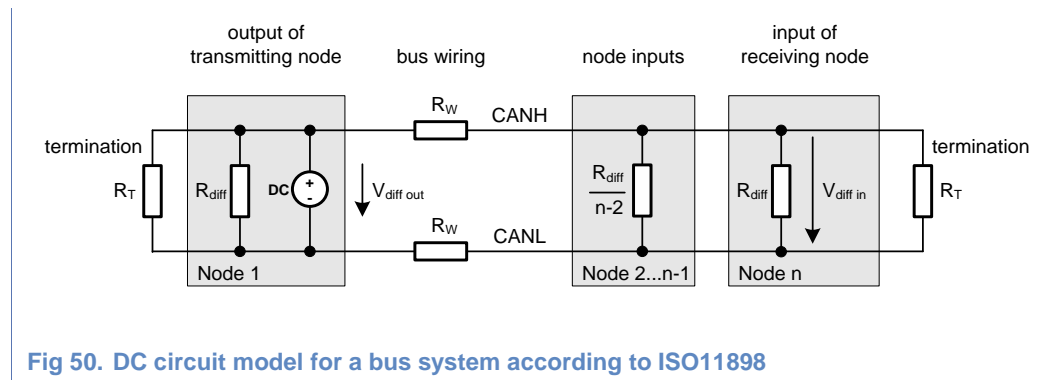 output of
transmitting node
bus wiring
node inputs
input of
receiving node
termination
RT
Rdiff
DC
+
-
Vdiff out
RW
CANH
RW
CANL
Rdiff
n-2
Rdiff
Vdiff in
termination
RT
Node 1
Node 2...n-1
Node n
Fig 50. DC circuit model for a bus system according to ISO11898